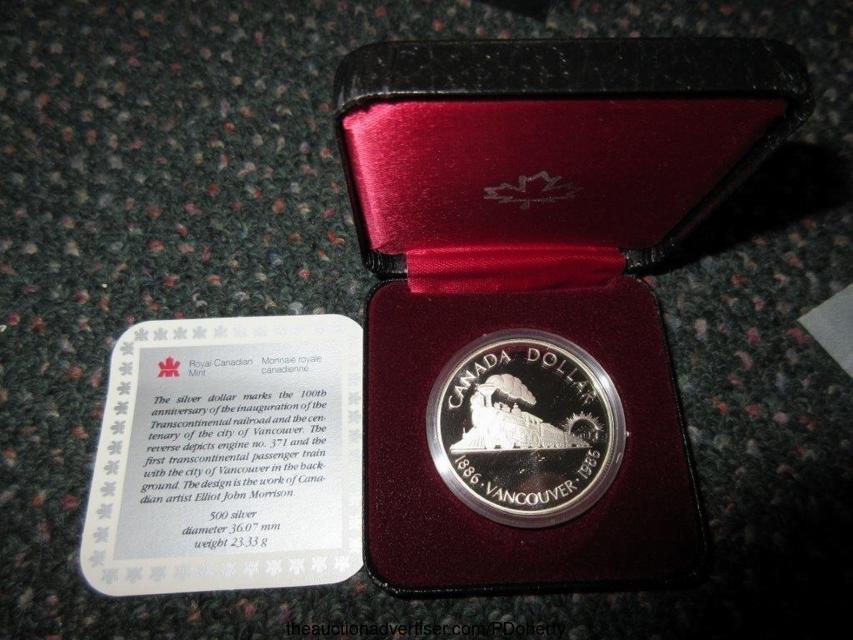 Royal Canadian Mint
Monnaie royale canadienne
The silver dollar marks the 100th
anniversary of the inauguration of the
Transcontinental railroad and the cen-
tenary of the city of Vancouver. The
reverse depicts engine no. 371 and the
first transcontinental passenger train
with the city of Vancouver in the back-
ground. The design is the work of Cana-
dian artist Elliot John Morrison.
500 silver
diameter 36.07 mm
weight 23.33 g
CANADA DOLLAR
1886 · VANCOUVER · 1986
theauctionadvertiser.com/PDoherty